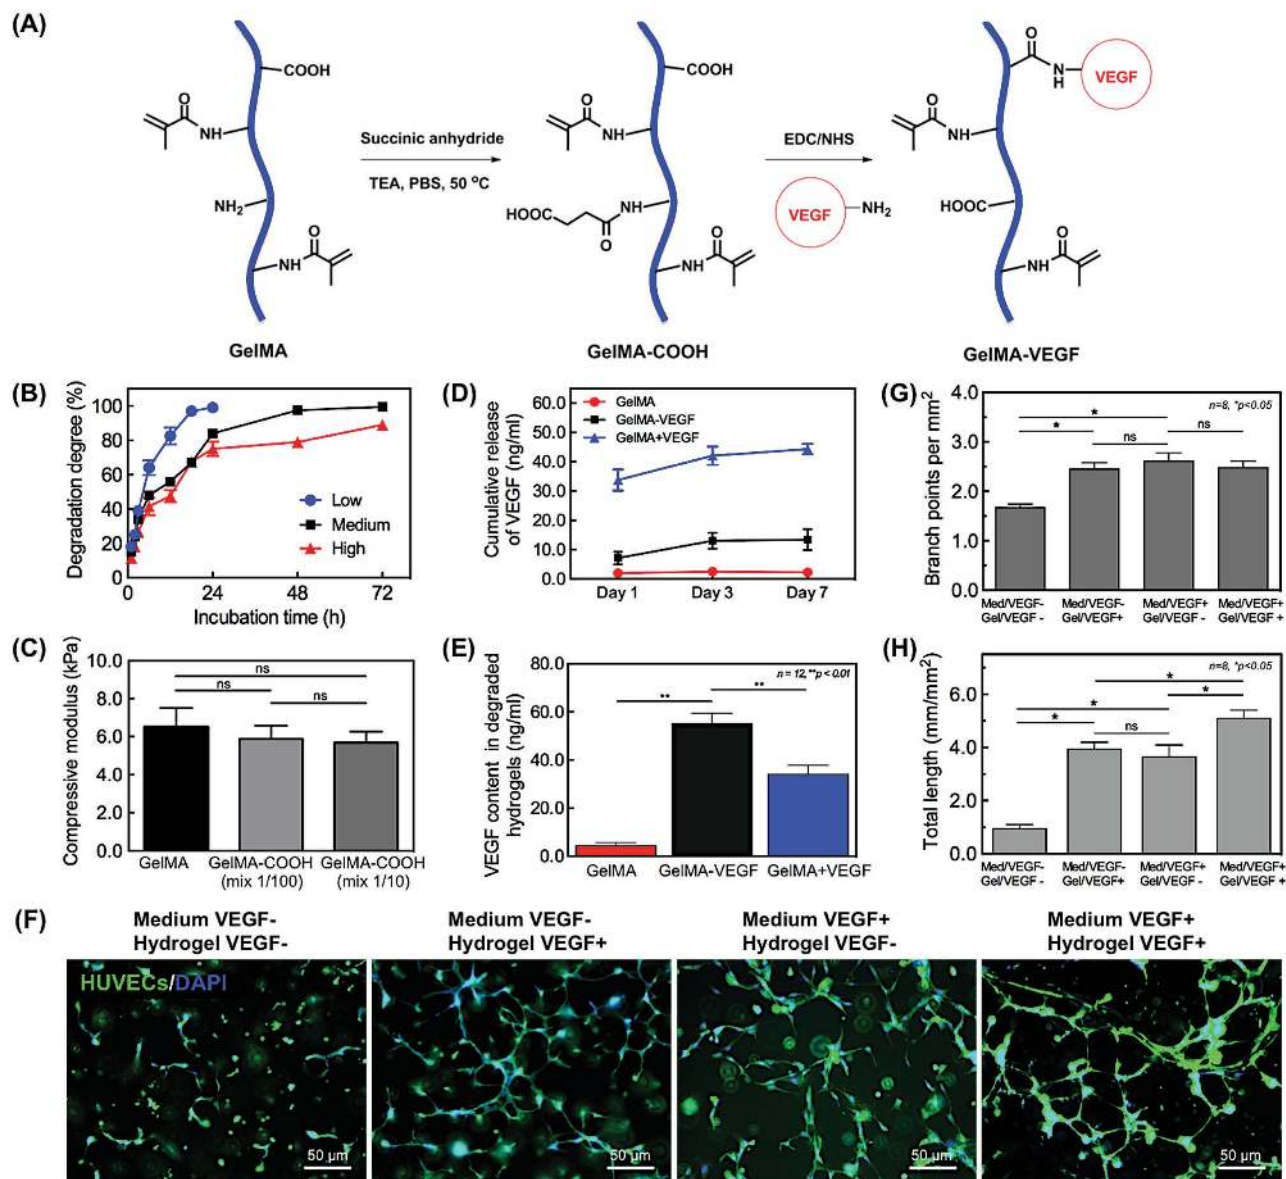 (A)
COOH
O
NH
NH2
O
NH
GelMA
Succinic anhydride
TEA, PBS, 50 °C
COOH
O
NH
HOOC
NH
O
O
NH
GelMA-COOH
EDC/NHS
VEGF
NH2
O
N
H
VEGF
O
NH
HOOC
O
NH
GelMA-VEGF
(B)
Degradation degree (%)
100
80
60
40
20
0
Low
Medium
High
0 24 48 72
Incubation time (h)
(D)
Cumulative release
of VEGF (ng/ml)
60.0
50.0
40.0
30.0
20.0
10.0
0.0
GelMA
GelMA-VEGF
GelMA+VEGF
Day 1 Day 3 Day 7
(G)
Branch points per mm2
4.0
3.0
2.0
1.0
0.0
n=8, *p<0.05
*
*
ns
ns
Med/VEGF- Med/VEGF- Med/VEGF+ Med/VEGF+
Gel/VEGF - Gel/VEGF+ Gel/VEGF - Gel/VEGF +
(C)
Compressive modulus (kPa)
10.0
8.0
6.0
4.0
2.0
0.0
ns
ns
ns
GelMA GelMA-COOH GelMA-COOH
(mix 1/100) (mix 1/10)
(E)
VEGF content in degraded
hydrogels (ng/ml)
80.0
60.0
40.0
20.0
0.0
n = 12,**p < 0.01
**
**
GelMA GelMA-VEGF GelMA+VEGF
(H)
Total length (mm/mm2)
6.0
4.0
2.0
0.0
n=8, *p<0.05
*
*
*
*
ns
Med/VEGF- Med/VEGF- Med/VEGF+ Med/VEGF+
Gel/VEGF - Gel/VEGF+ Gel/VEGF - Gel/VEGF +
(F)
Medium VEGF-
Hydrogel VEGF-
Medium VEGF-
Hydrogel VEGF+
Medium VEGF+
Hydrogel VEGF-
Medium VEGF+
Hydrogel VEGF+
HUVECs/DAPI
50 µm
50 µm
50 µm
50 µm